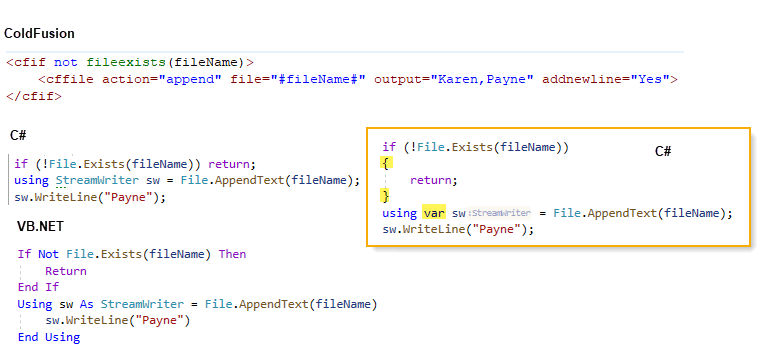 ColdFusion
<cfif not fileexists(fileName)>
    <cffile action="append" file="#fileName#" output="Karen,Payne" addnewline="Yes">
</cfif>
C#
if (!File.Exists(fileName)) return;
using StreamWriter sw = File.AppendText(fileName);
sw.WriteLine("Payne");
VB.NET
If Not File.Exists(fileName) Then
    Return
End If
Using sw As StreamWriter = File.AppendText(fileName)
    sw.WriteLine("Payne")
End Using
C#
if (!File.Exists(fileName))
{
    return;
}
using var sw:StreamWriter = File.AppendText(fileName);
sw.WriteLine("Payne");